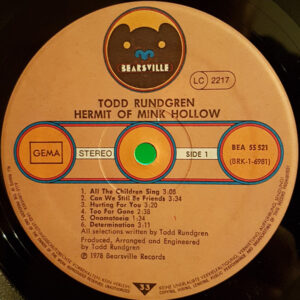 BEARSVILLE
LC 2217
TODD RUNDGREN
HERMIT OF MINK HOLLOW
GEMA
STEREO
SIDE 1
BEA 55 521
(BRK-1-6981)
1. All The Children Sing 3:08
2. Can We Still Be Friends 3:34
3. Hurting For You 3:20
4. Too Far Gone 2:38
5. Onomatoeia 1:34
6. Determination 3:11
All selections written by Todd Rundgren
Produced, Arranged and Engineered
by Todd Rundgren
℗ 1978 Bearsville Records
33